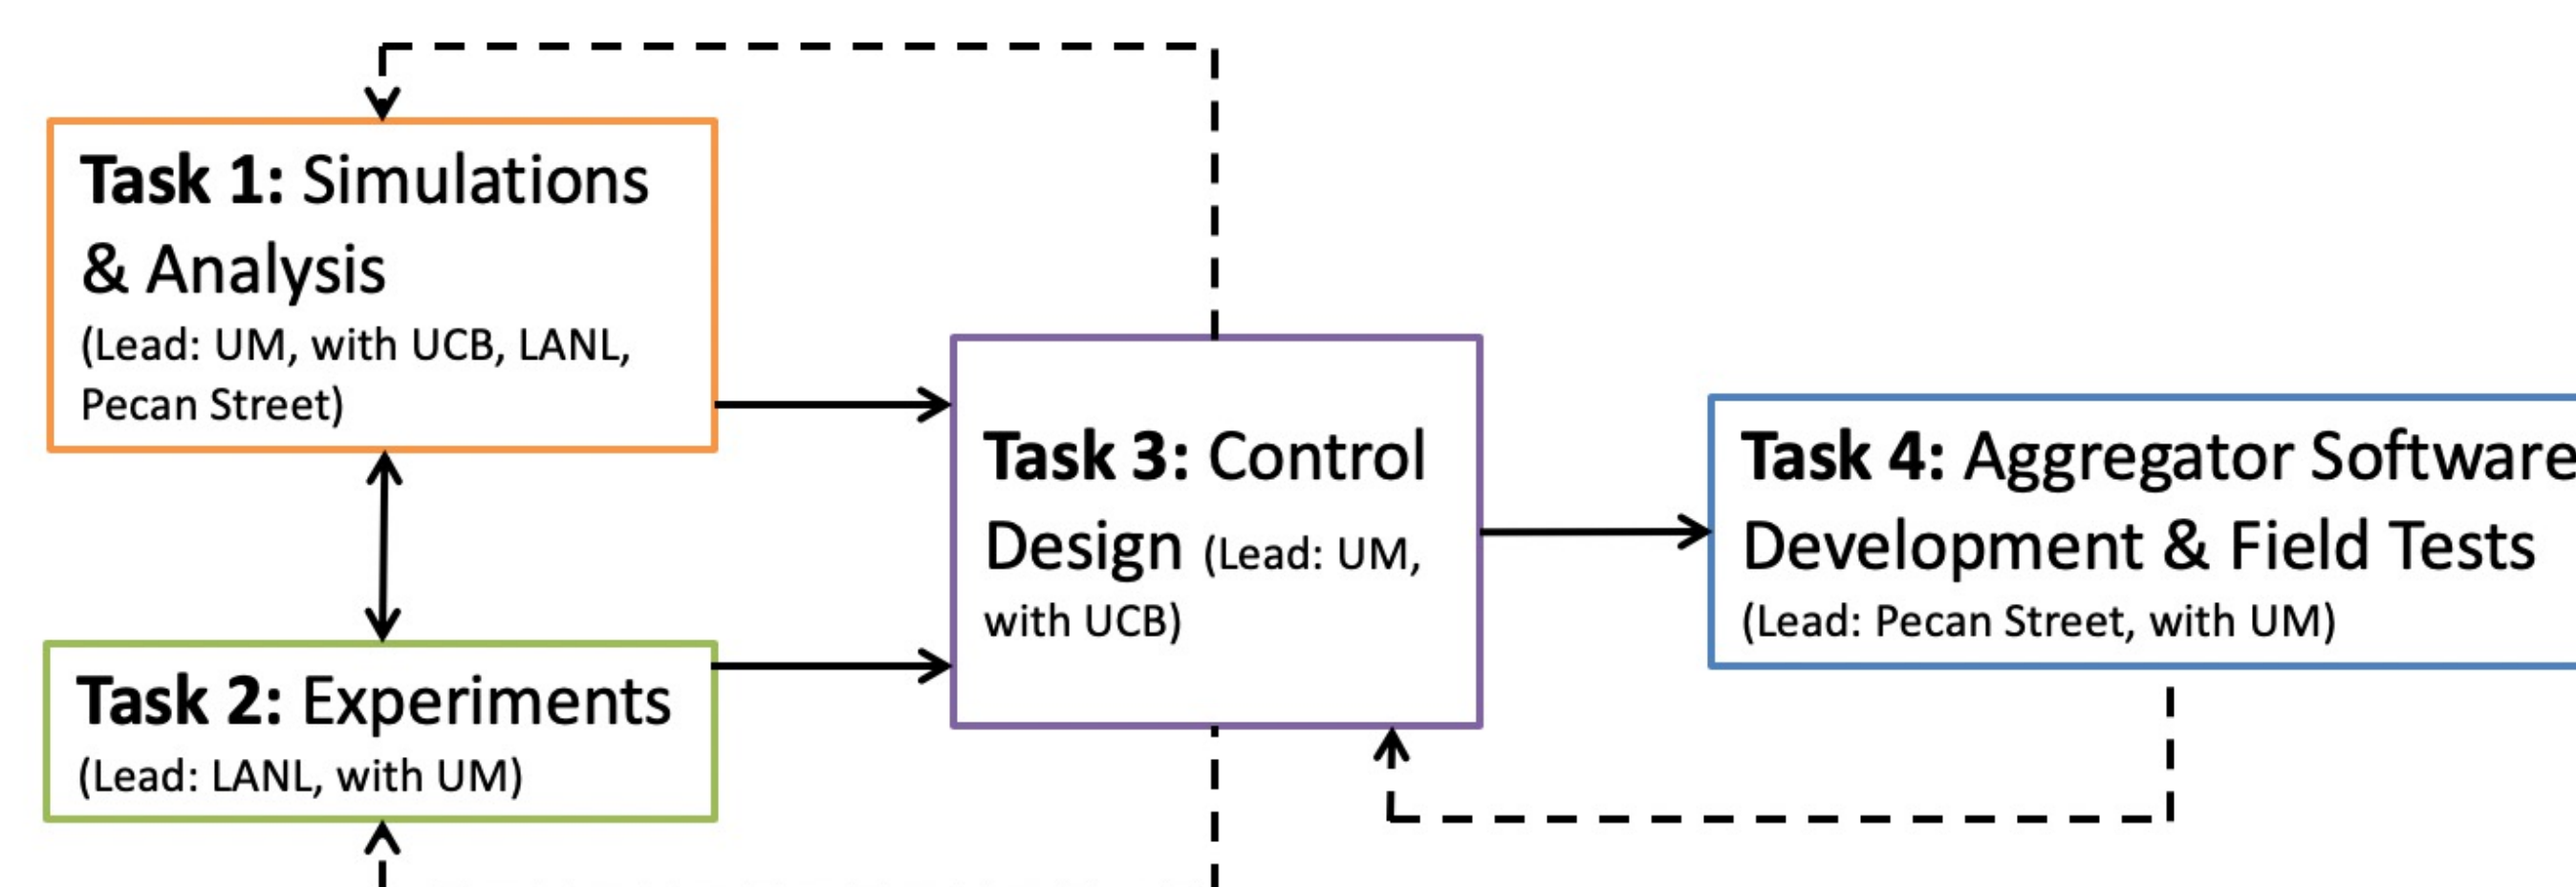 Task 1: Simulations
& Analysis
(Lead: UM, with UCB, LANL,
Pecan Street)
Task 2: Experiments
(Lead: LANL, with UM)
Task 3: Control
Design (Lead: UM,
with UCB)
Task 4: Aggregator Software
Development & Field Tests
(Lead: Pecan Street, with UM)